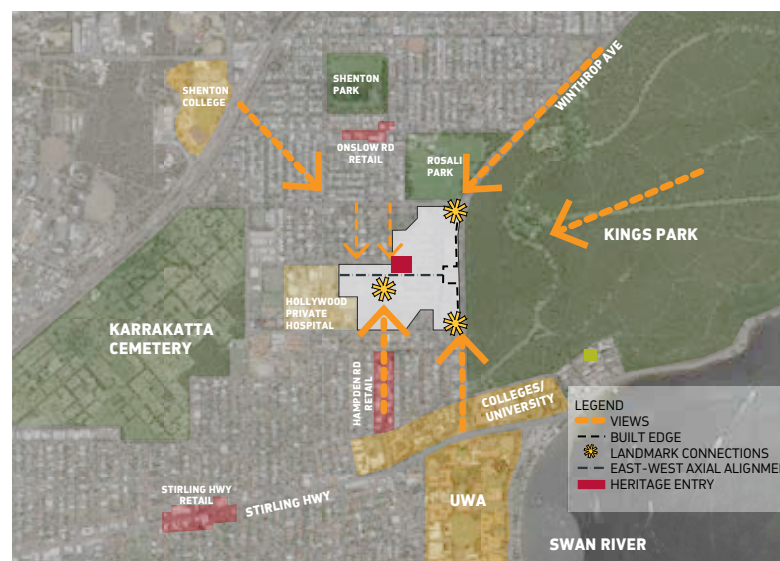 SHENTON
COLLEGE
SHENTON
PARK
WINTHROP AVE
ONSLOW RD
RETAIL
ROSALI
PARK
KINGS PARK
HOLLYWOOD
PRIVATE
HOSPITAL
KARRAKATTA
CEMETERY
HAMPDEN RD
RETAIL
COLLEGES/
UNIVERSITY
LEGEND
VIEWS
BUILT EDGE
LANDMARK CONNECTIONS
EAST-WEST AXIAL ALIGNME
HERITAGE ENTRY
STIRLING HWY
RETAIL
STIRLING HWY
UWA
SWAN RIVER